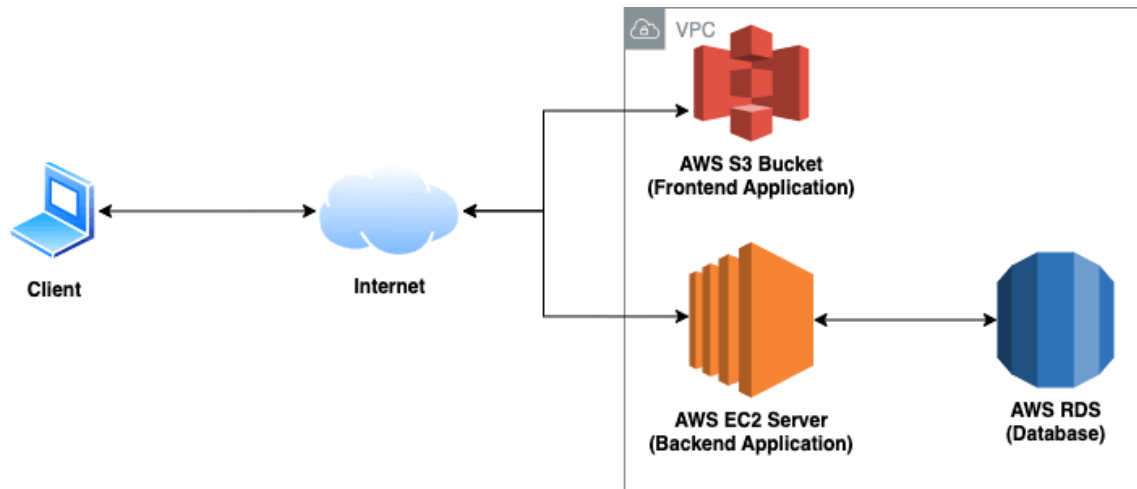 VPC
AWS S3 Bucket
(Frontend Application)
Client
Internet
AWS EC2 Server
(Backend Application)
AWS RDS
(Database)